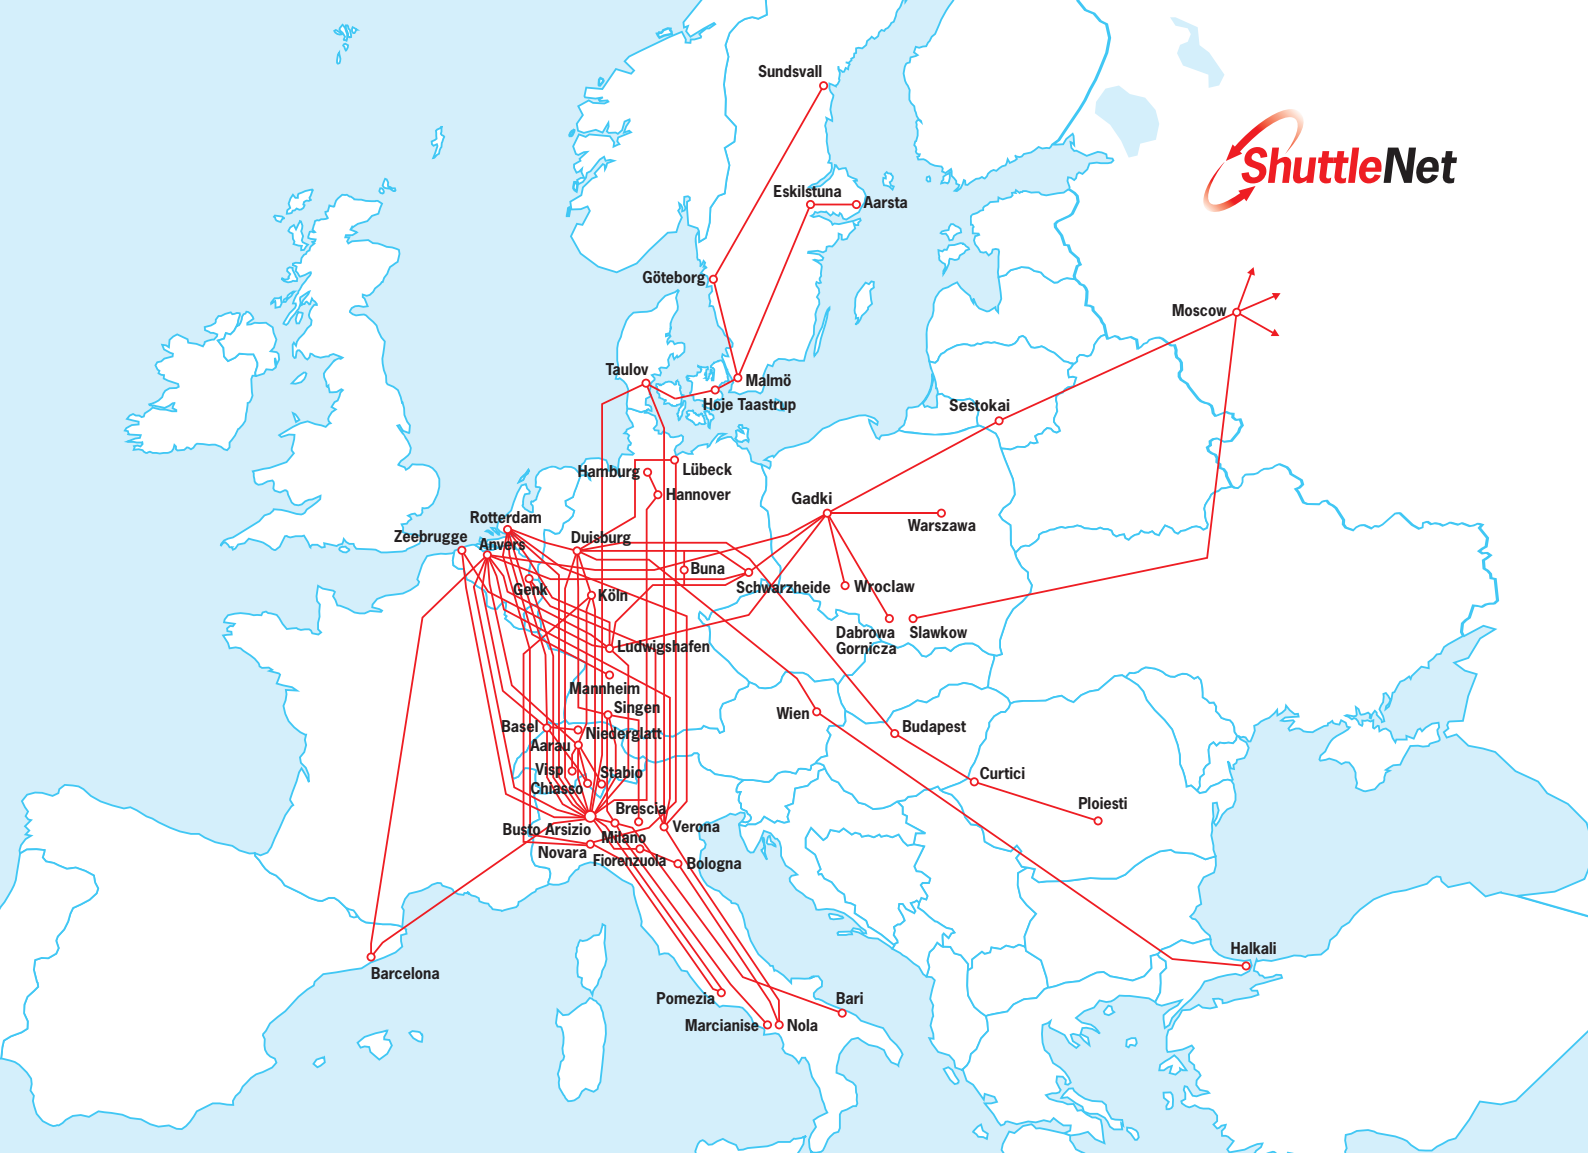 Sundsvall
ShuttleNet
Eskilstuna
Aarsta
Göteborg
Moscow
Taulov
Malmö
Hoje Taastrup
Sestokai
Hamburg
Lübeck
Hannover
Gadki
Rotterdam
Warszawa
Zeebrugge
Anvers
Duisburg
Buna
Genk
Köln
Schwarzheide
Wroclaw
Dabrowa
Gornicza
Slawkow
Ludwigshafen
Mannheim
Singen
Wien
Basel
Niederglatt
Budapest
Aarau
Visp
Stabio
Curtici
Chiasso
Ploiesti
Brescia
Busto Arsizio
Milano
Verona
Novara
Fiorenzuola
Bologna
Halkali
Barcelona
Pomezia
Bari
Marcianise
Nola